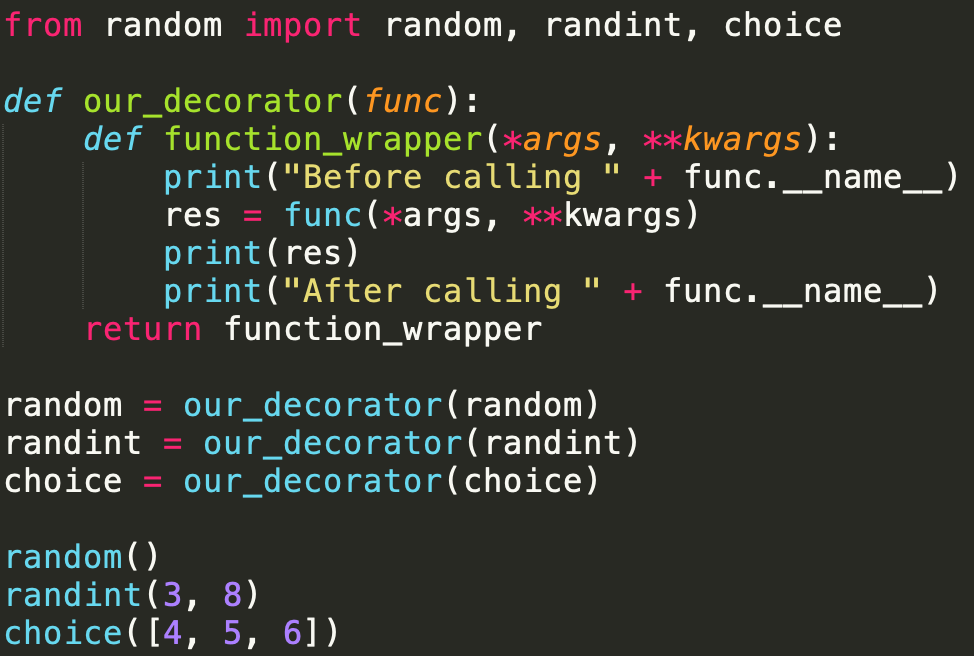 from random import random, randint, choice

def our_decorator(func):
    def function_wrapper(*args, **kwargs):
        print("Before calling " + func.__name__)
        res = func(*args, **kwargs)
        print(res)
        print("After calling " + func.__name__)
    return function_wrapper

random = our_decorator(random)
randint = our_decorator(randint)
choice = our_decorator(choice)

random()
randint(3, 8)
choice([4, 5, 6])